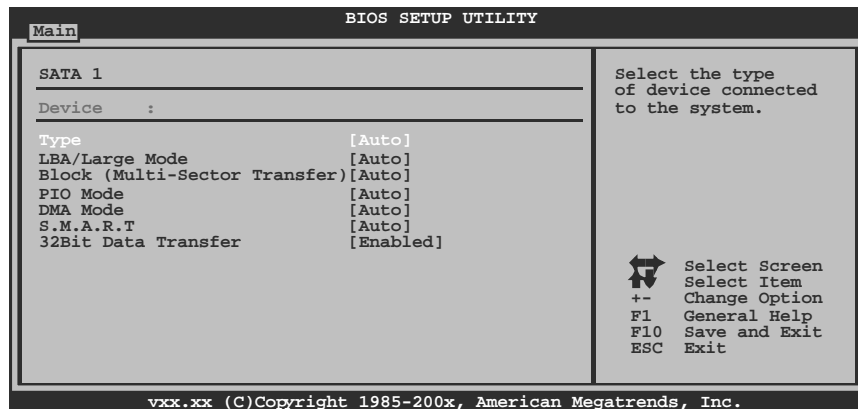 BIOS SETUP UTILITY
Main
SATA 1
Device :
Type [Auto]
LBA/Large Mode [Auto]
Block (Multi-Sector Transfer)[Auto]
PIO Mode [Auto]
DMA Mode [Auto]
S.M.A.R.T [Auto]
32Bit Data Transfer [Enabled]
Select the type
of device connected
to the system.
Select Screen
Select Item
+- Change Option
F1 General Help
F10 Save and Exit
ESC Exit
vxx.xx (C)Copyright 1985-200x, American Megatrends, Inc.